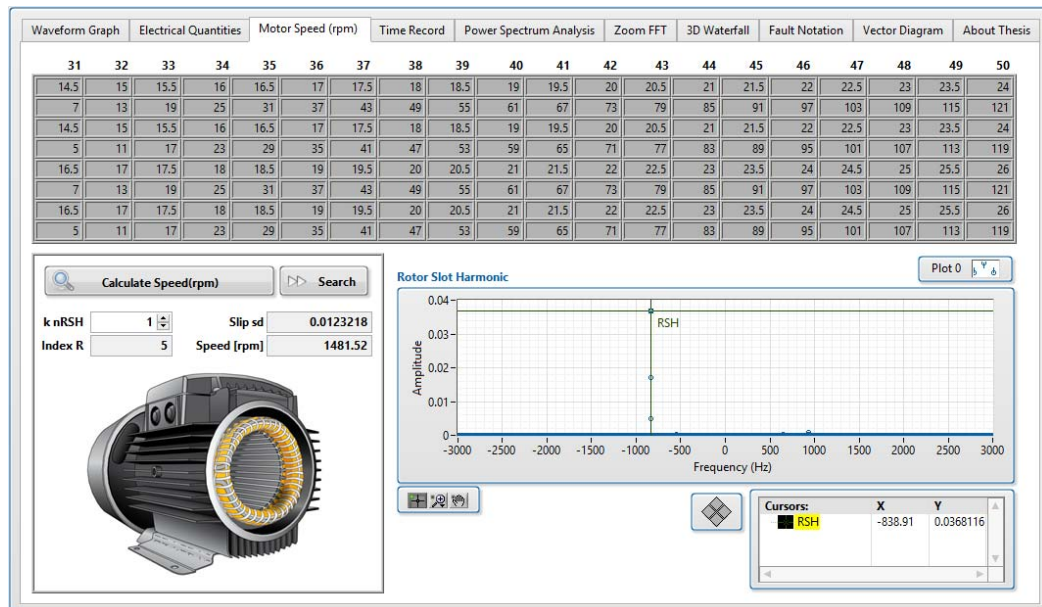 Waveform Graph Electrical Quantities Motor Speed (rpm) Time Record Power Spectrum Analysis Zoom FFT 3D Waterfall Fault Notation Vector Diagram About Thesis
31 32 33 34 35 36 37 38 39 40 41 42 43 44 45 46 47 48 49 50
14.5 15 15.5 16 16.5 17 17.5 18 18.5 19 19.5 20 20.5 21 21.5 22 22.5 23 23.5 24
7 13 19 25 31 37 43 49 55 61 67 73 79 85 91 97 103 109 115 121
14.5 15 15.5 16 16.5 17 17.5 18 18.5 19 19.5 20 20.5 21 21.5 22 22.5 23 23.5 24
5 11 17 23 29 35 41 47 53 59 65 71 77 83 89 95 101 107 113 119
16.5 17 17.5 18 18.5 19 19.5 20 20.5 21 21.5 22 22.5 23 23.5 24 24.5 25 25.5 26
7 13 19 25 31 37 43 49 55 61 67 73 79 85 91 97 103 109 115 121
16.5 17 17.5 18 18.5 19 19.5 20 20.5 21 21.5 22 22.5 23 23.5 24 24.5 25 25.5 26
5 11 17 23 29 35 41 47 53 59 65 71 77 83 89 95 101 107 113 119
Calculate Speed(rpm) Search
k nRSH 1 Slip sd 0.0123218
Index R 5 Speed [rpm] 1481.52
Rotor Slot Harmonic
Plot 0
0.04
0.03
0.02
0.01
0
Amplitude
RSH
-3000 -2500 -2000 -1500 -1000 -500 0 500 1000 1500 2000 2500 3000
Frequency (Hz)
Cursors: X Y
RSH -838.91 0.0368116